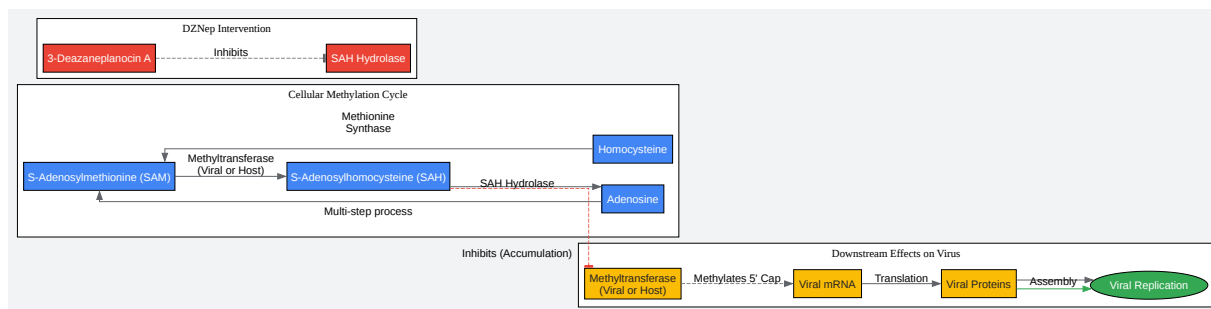 DZNep Intervention
3-Deazaneplanocin A
Inhibits
SAH Hydrolase
Cellular Methylation Cycle
Methionine
Synthase
Homocysteine
S-Adenosylmethionine (SAM)
Methyltransferase
(Viral or Host)
S-Adenosylhomocysteine (SAH)
SAH Hydrolase
Adenosine
Multi-step process
Inhibits (Accumulation)
Downstream Effects on Virus
Methyltransferase
(Viral or Host)
Methylates 5' Cap
Viral mRNA
Translation
Viral Proteins
Assembly
Viral Replication